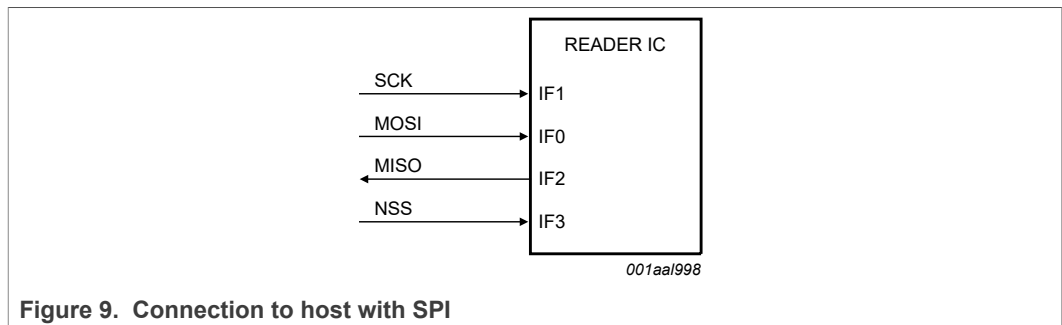 READER IC
SCK
IF1
MOSI
IF0
MISO
IF2
NSS
IF3
001aal998
Figure 9. Connection to host with SPI